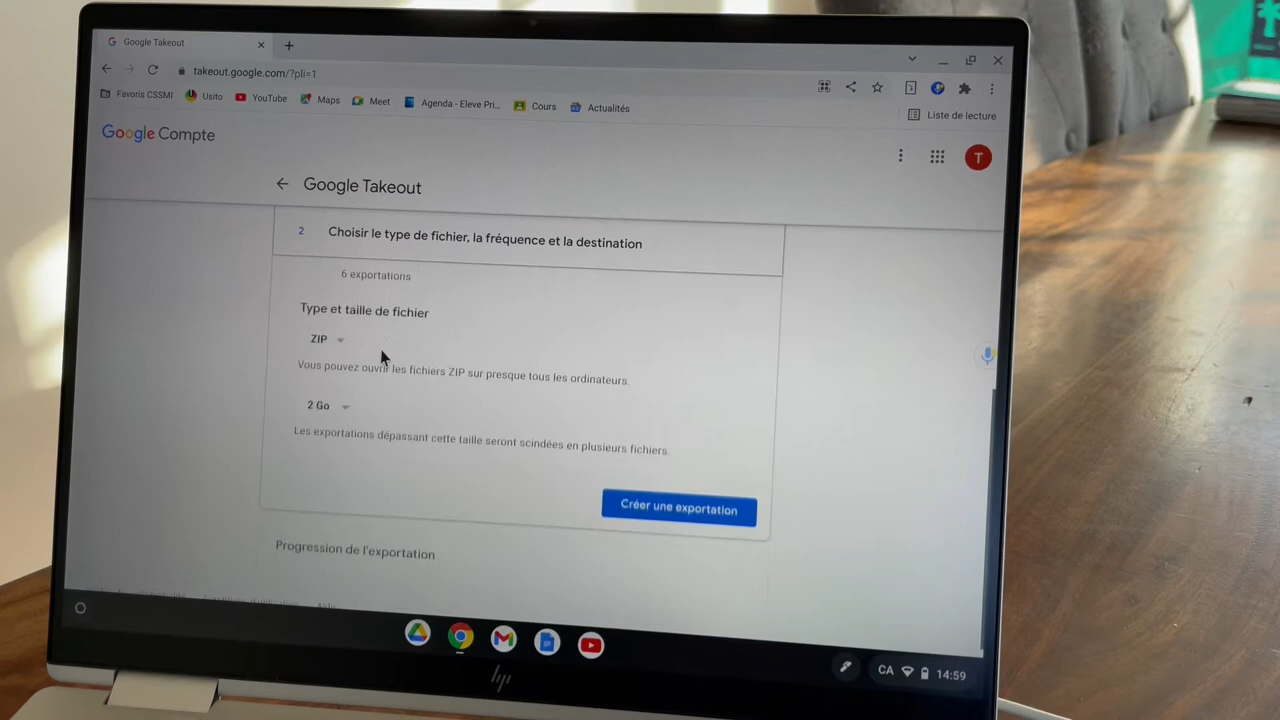 Google Takeout
takeout.google.com/?pli=1
Favoris CSSMI
Usito
YouTube
Maps
Meet
Agenda - Eleve Pri...
Cours
Actualités
Liste de lecture
Google Compte
T
Google Takeout
2 Choisir le type de fichier, la fréquence et la destination
6 exportations
Type et taille de fichier
ZIP
Vous pouvez ouvrir les fichiers ZIP sur presque tous les ordinateurs.
2 Go
Les exportations dépassant cette taille seront scindées en plusieurs fichiers.
Créer une exportation
Progression de l'exportation
CA 14:59
hp